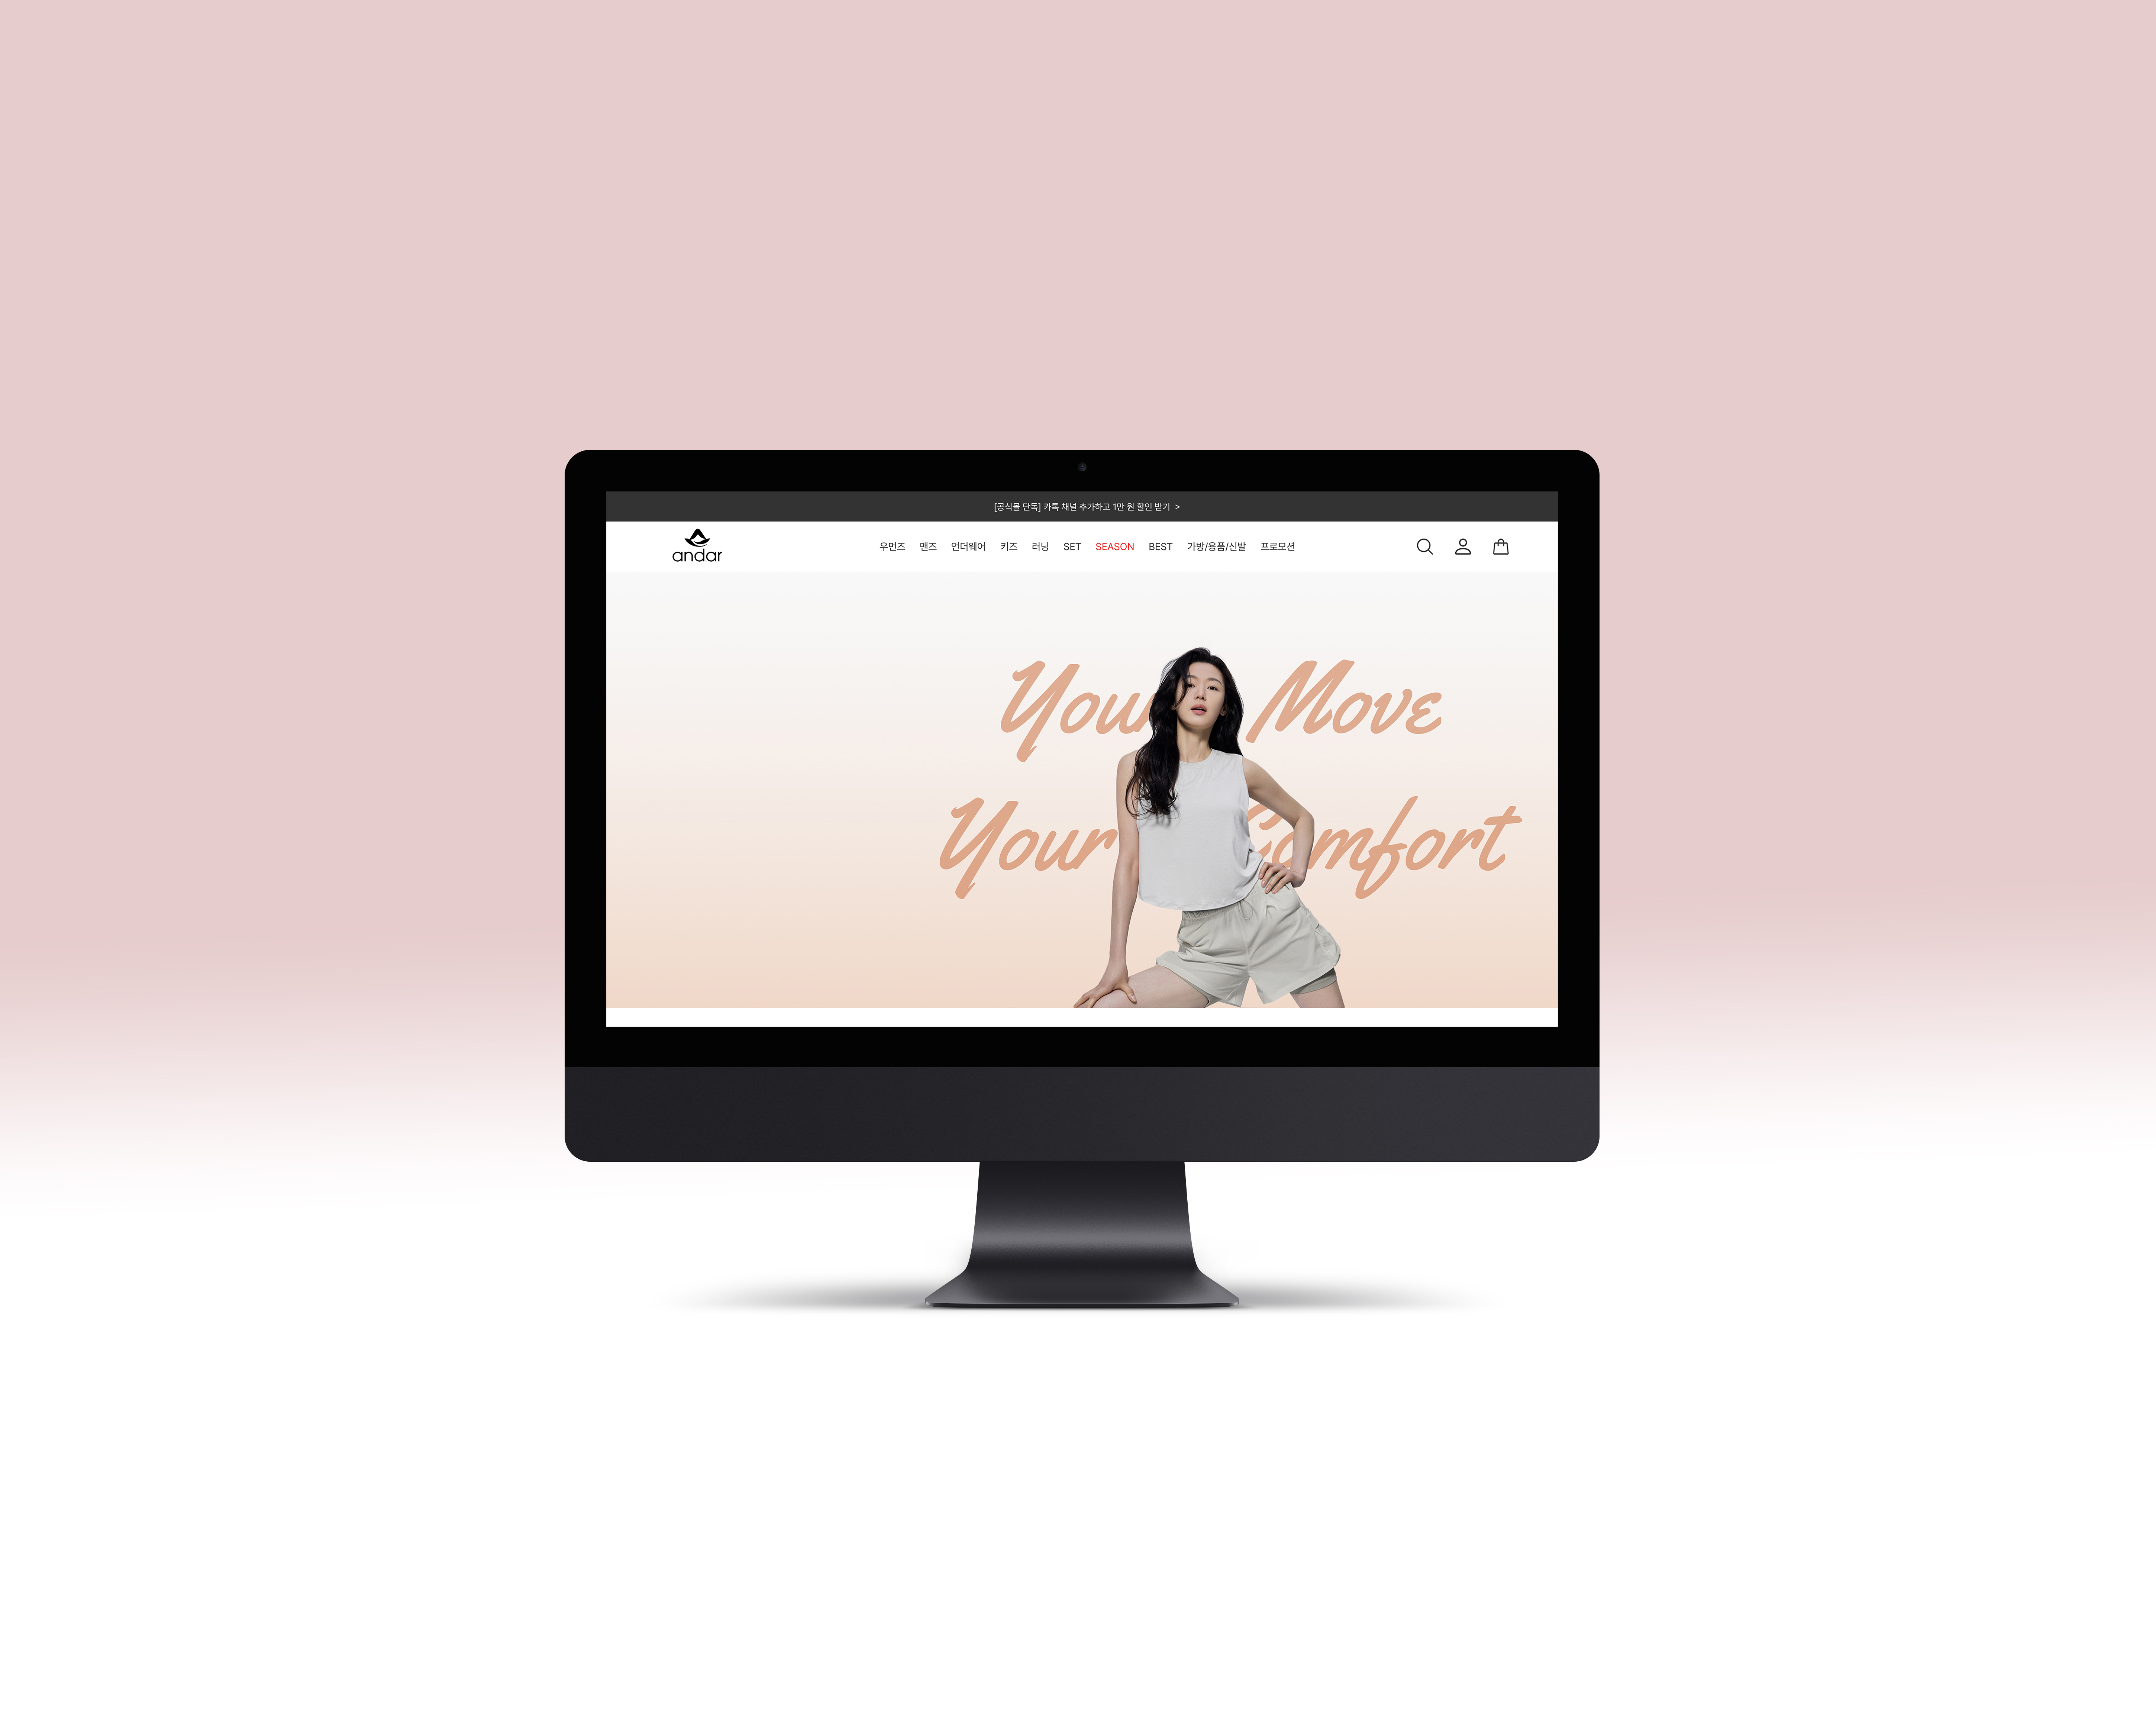 [공식몰 단독] 카톡 채널 추가하고 1만 원 할인 받기 >
andar
우먼즈 맨즈 언더웨어 키즈 러닝 SET SEASON BEST 가방/용품/신발 프로모션
Your Move
Your Comfort